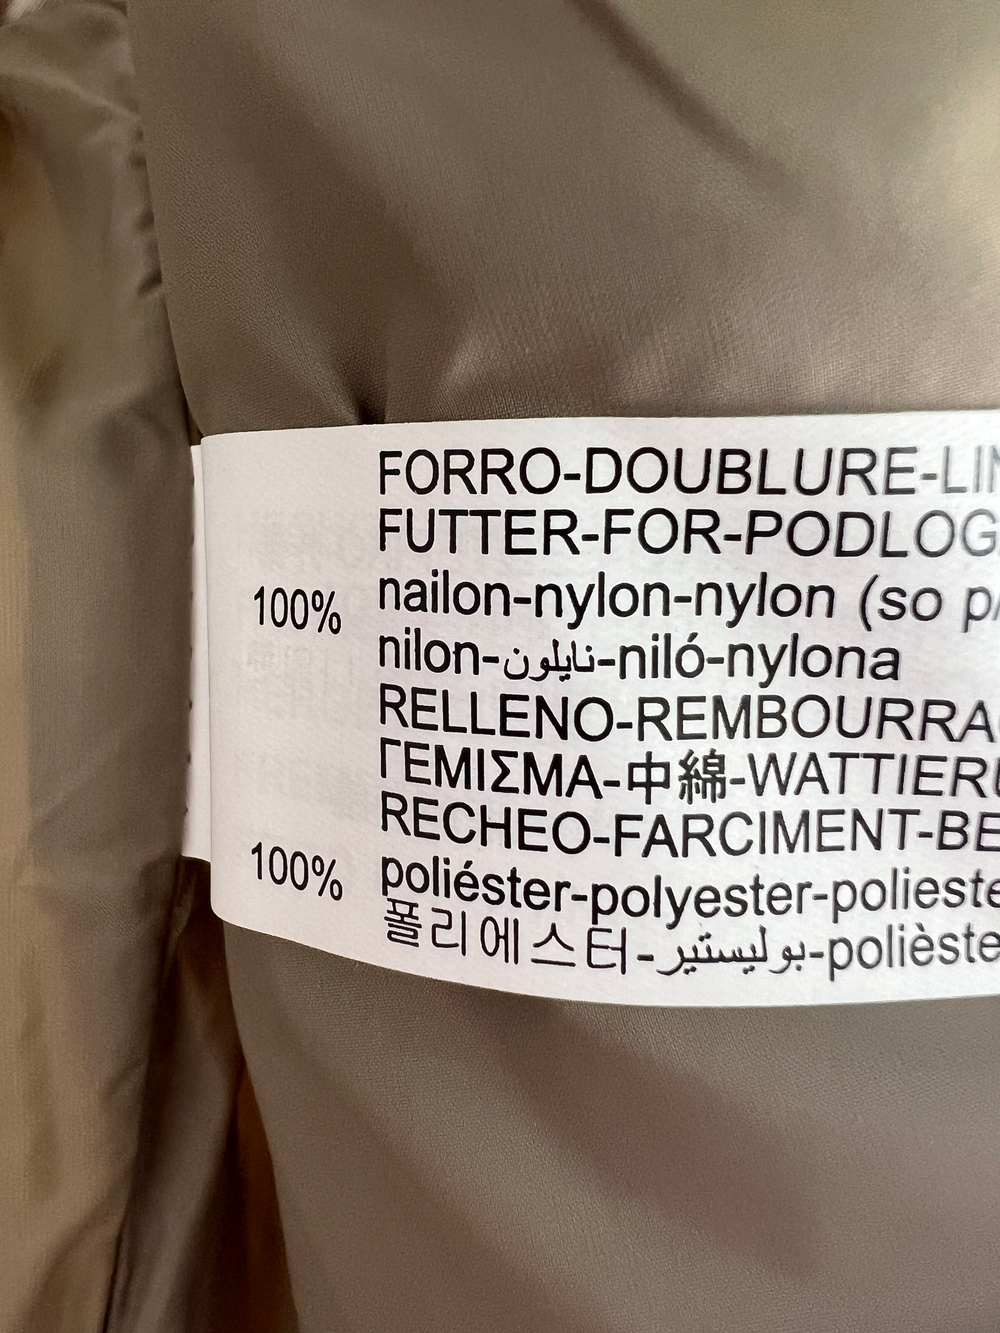 FORRO-DOUBLURE-LIN
FUTTER-FOR-PODLOG
100% nailon-nylon-nylon (so p
nilon-نايلون-niló-nylona
RELLENO-REMBOURRA
ΓΕΜΙΣΜΑ-中綿-WATTIER
RECHEO-FARCIMENT-BE
100% poliéster-polyester-polieste
폴리에스터-بوليستير-polièste